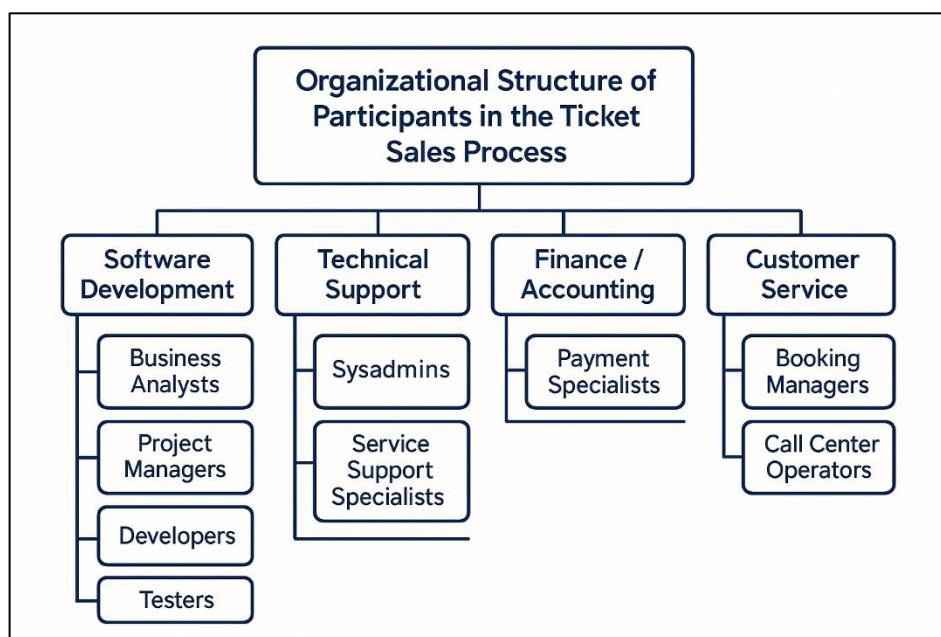 Organizational Structure of
Participants in the Ticket
Sales Process
Software
Development
Business
Analysts
Project
Managers
Developers
Testers
Technical
Support
Sysadmins
Service
Support
Specialists
Finance /
Accounting
Payment
Specialists
Customer
Service
Booking
Managers
Call Center
Operators